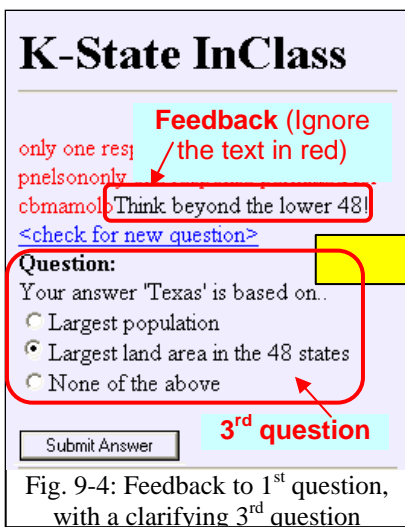 K-State InClass
Feedback (Ignore
the text in red)
only one
pnelsononly
cbmamolo Think beyond the lower 48!
<check for new question>
Question:
Your answer 'Texas' is based on..
Largest population
Largest land area in the 48 states
None of the above
3rd question
Submit Answer
Fig. 9-4: Feedback to 1st question,
with a clarifying 3rd question